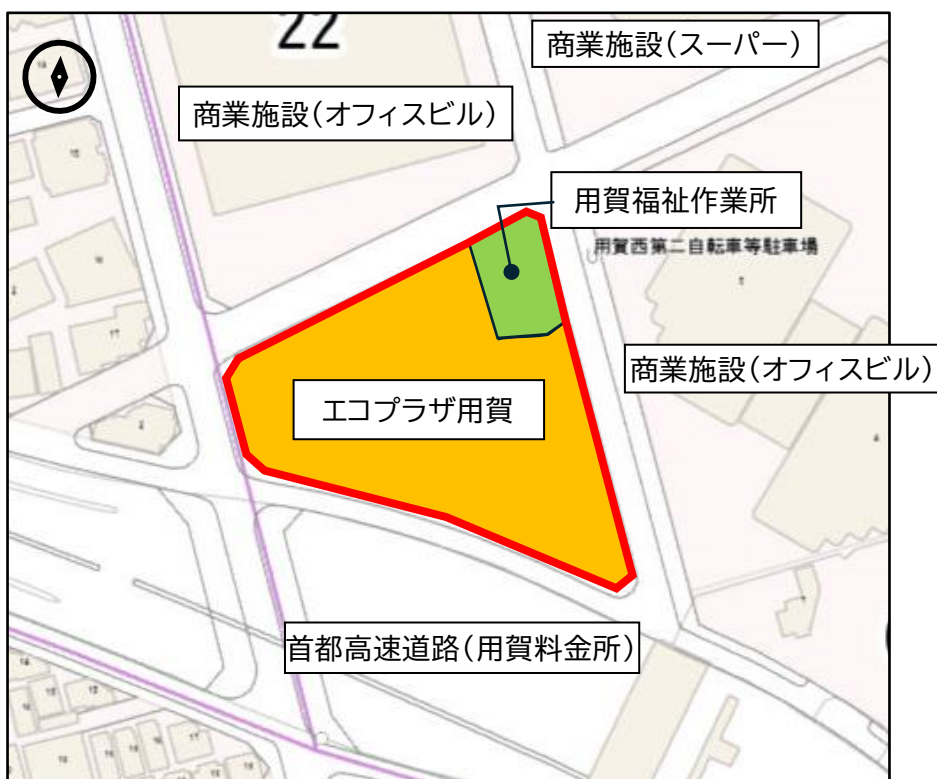 22
商業施設(スーパー)
商業施設(オフィスビル)
用賀福祉作業所
用賀西第二自転車等駐車場
商業施設(オフィスビル)
エコプラザ用賀
首都高速道路(用賀料金所)